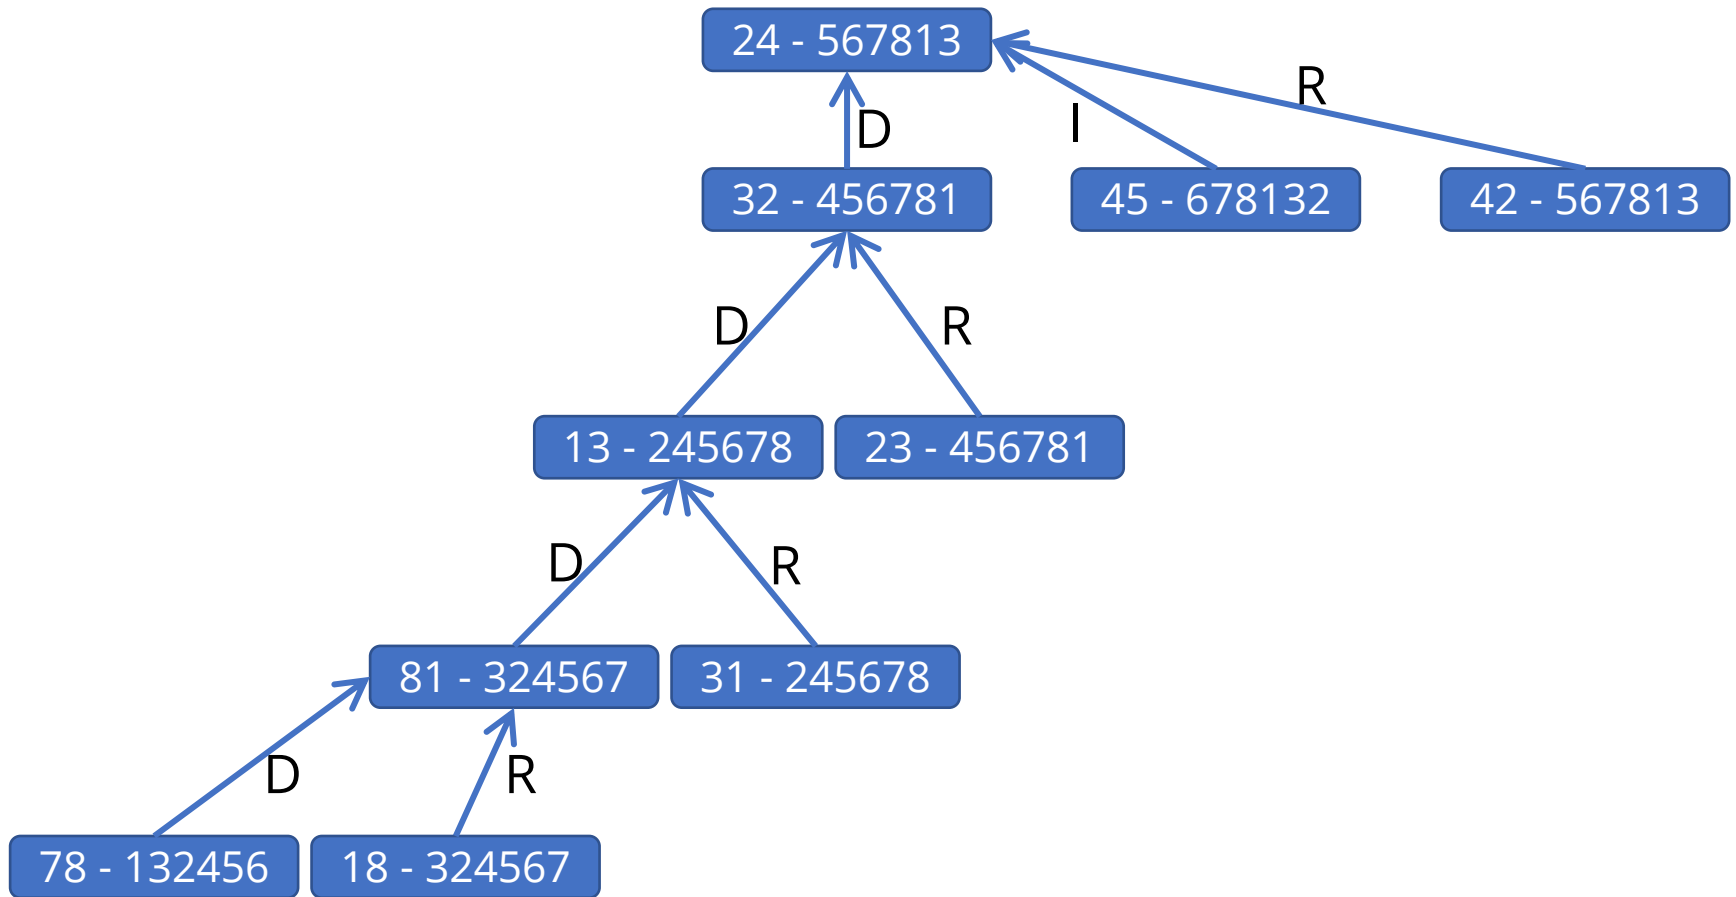 24 - 567813
R
I
D
32 - 456781
45 - 678132
42 - 567813
D
R
13 - 245678
23 - 456781
D
R
81 - 324567
31 - 245678
D
R
78 - 132456
18 - 324567